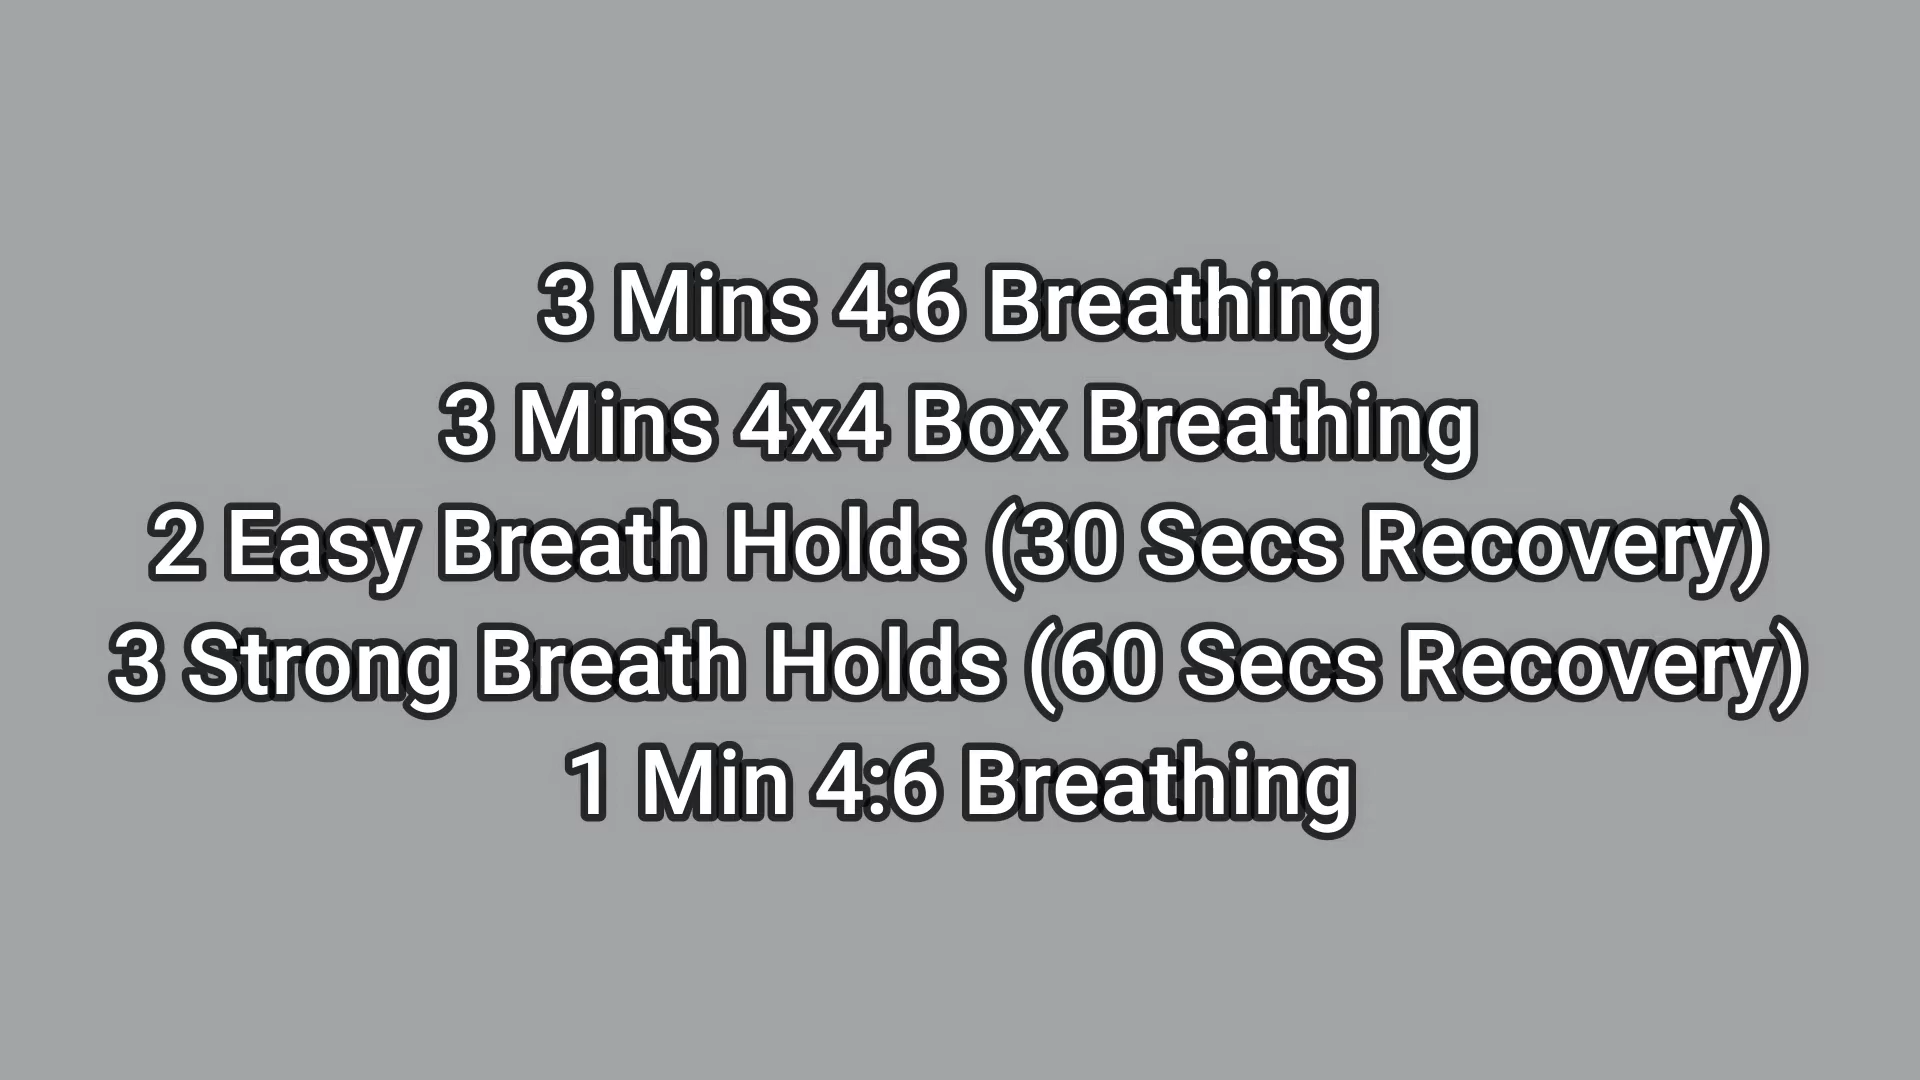 3 Mins 4:6 Breathing
3 Mins 4x4 Box Breathing
2 Easy Breath Holds (30 Secs Recovery)
3 Strong Breath Holds (60 Secs Recovery)
1 Min 4:6 Breathing